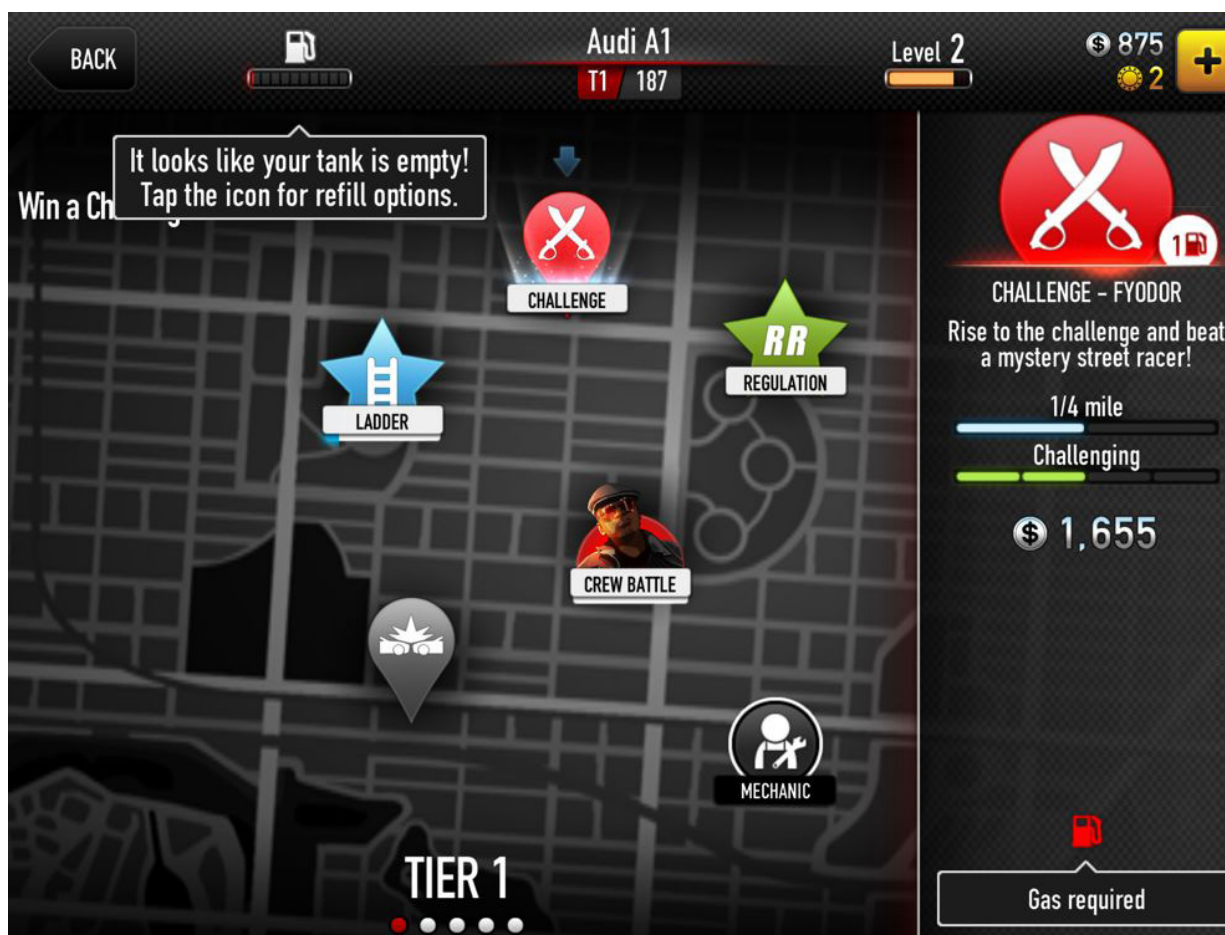 BACK
Audi A1
T1 187
Level 2
$ 875
2
+
It looks like your tank is empty!
Tap the icon for refill options.
Win a Ch
CHALLENGE
LADDER
RR
REGULATION
CREW BATTLE
MECHANIC
TIER 1
1
CHALLENGE - FYODOR
Rise to the challenge and beat
a mystery street racer!
1/4 mile
Challenging
$ 1,655
Gas required